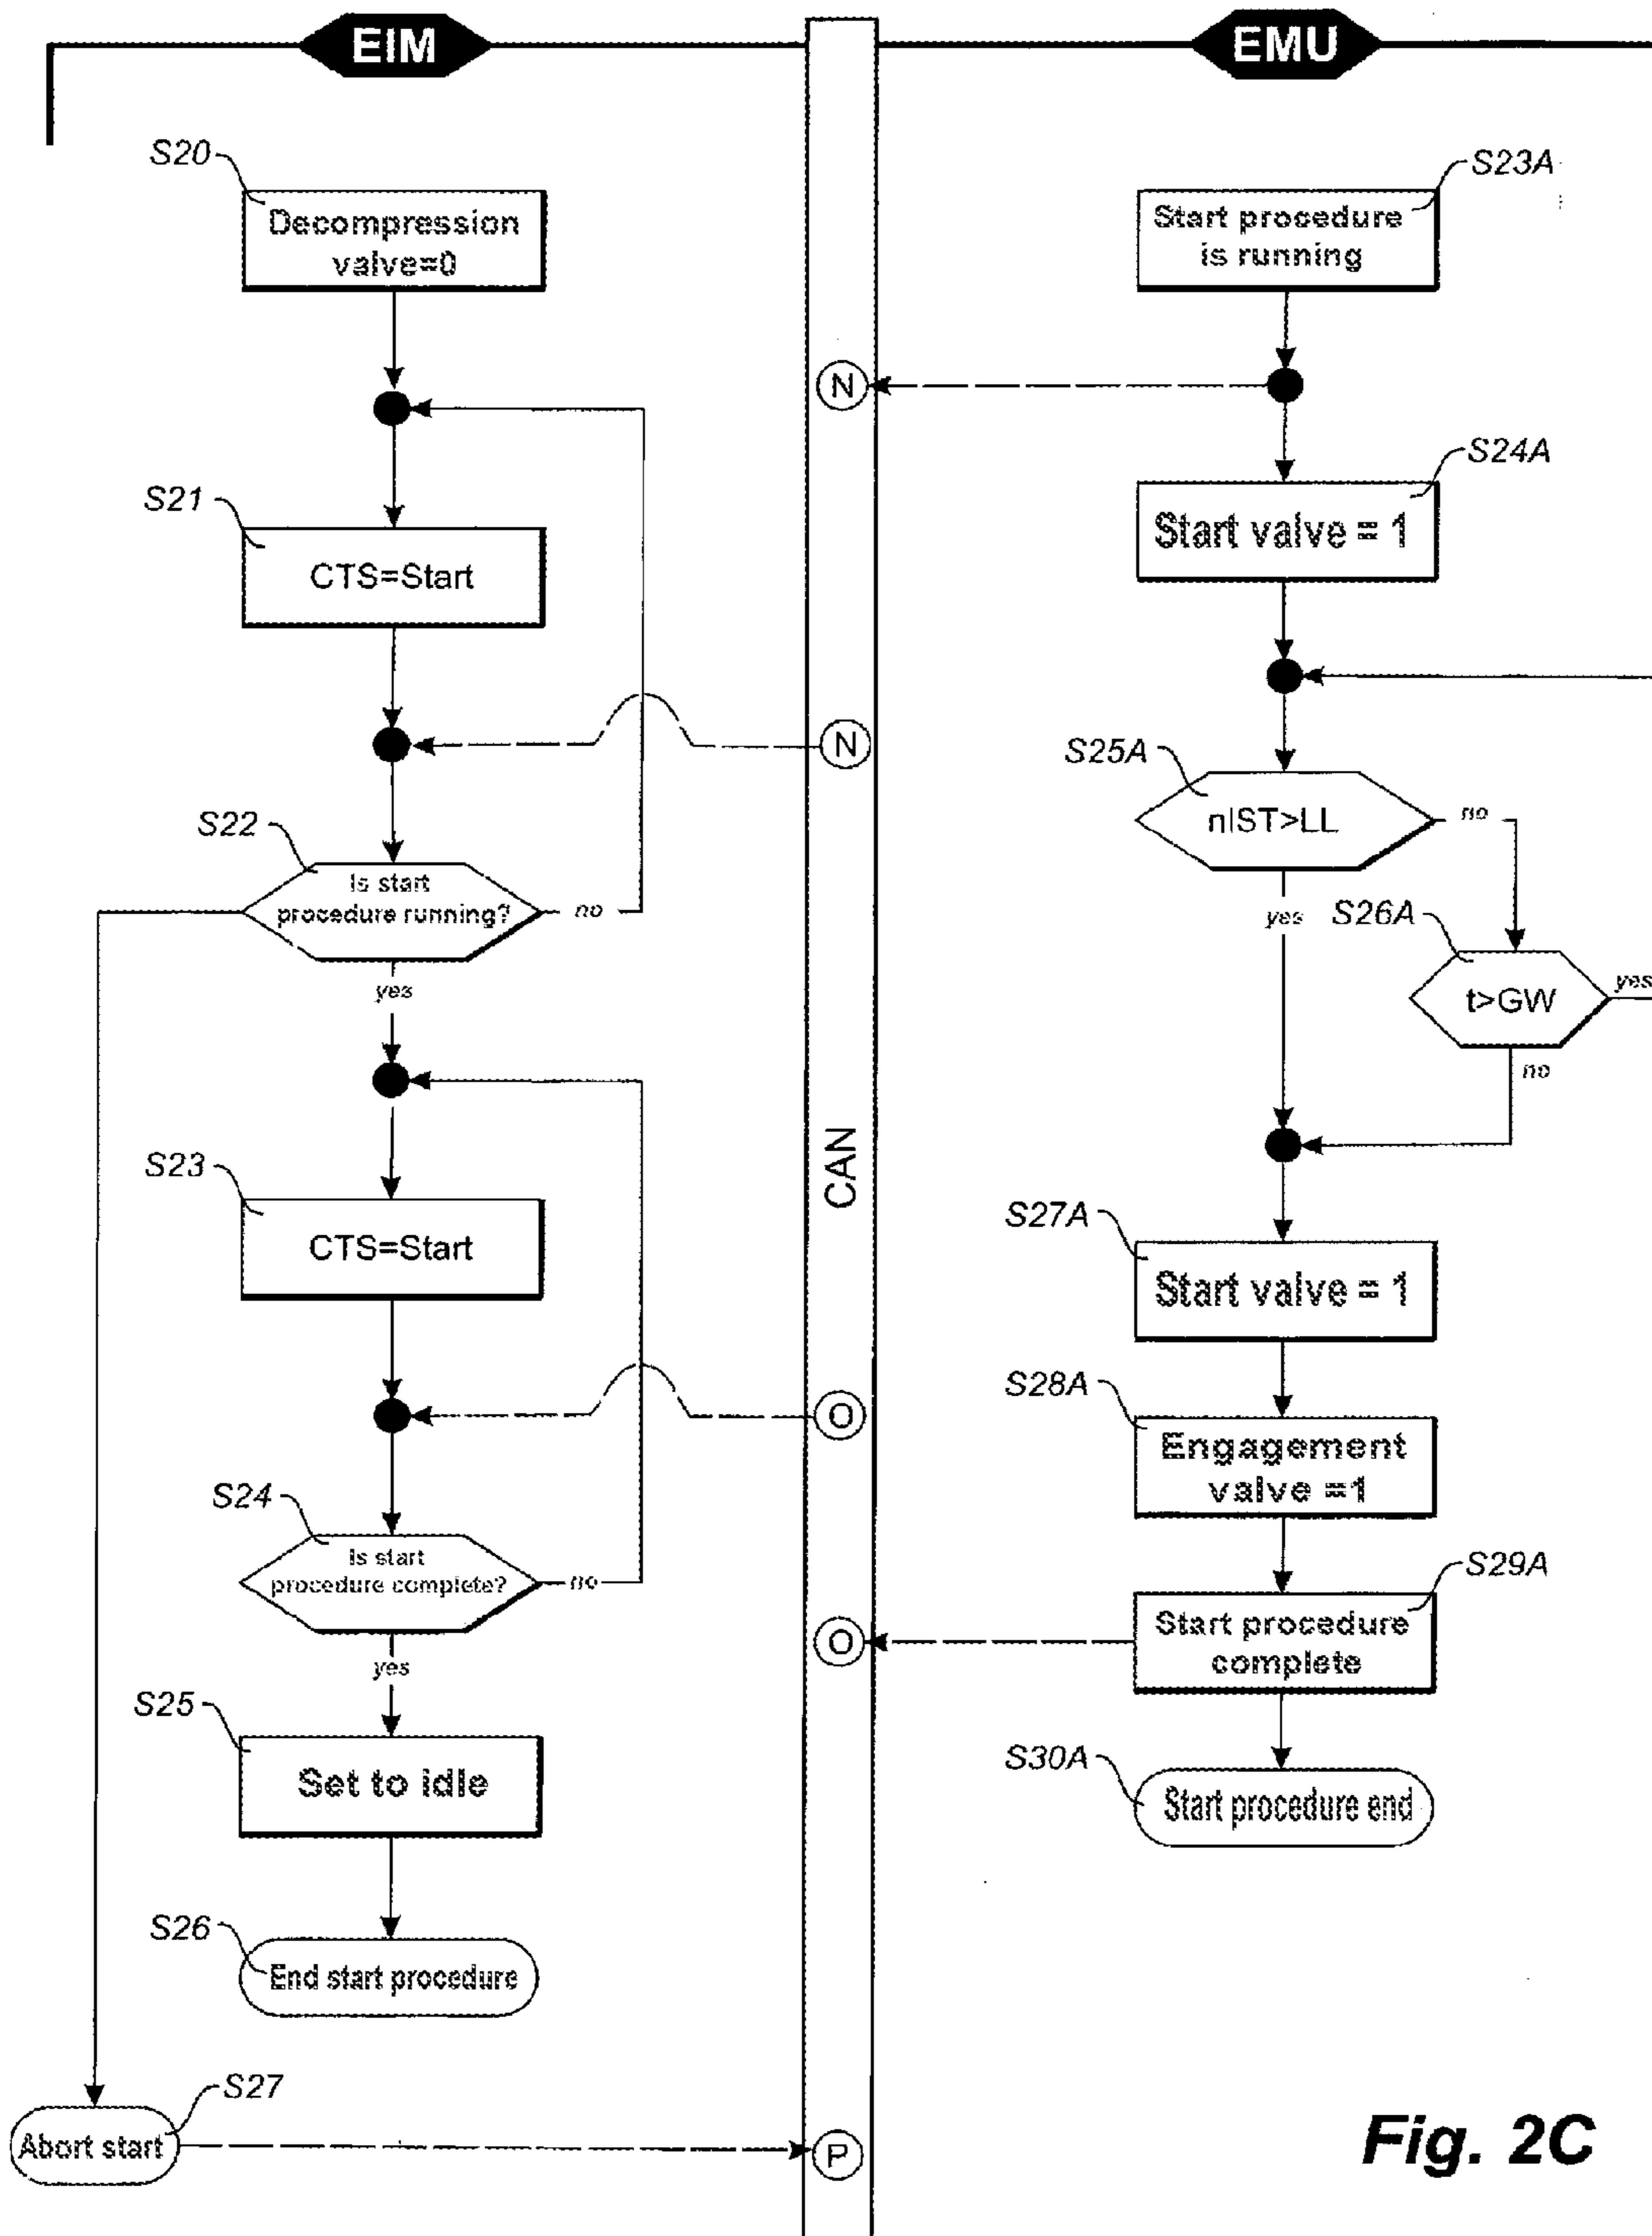 EIM
EMU
S20
Decompression
valve=0
S21
CTS=Start
S22
Is start
procedure running?
no
yes
S23
CTS=Start
S24
Is start
procedure complete?
no
yes
S25
Set to idle
S26
End start procedure
S27
Abort start
N
N
CAN
O
O
P
S23A
Start procedure
is running
S24A
Start valve = 1
S25A
nIST>LL
no
yes
S26A
t>GW
yes
no
S27A
Start valve = 1
S28A
Engagement
valve =1
S29A
Start procedure
complete
S30A
Start procedure end
Fig. 2C